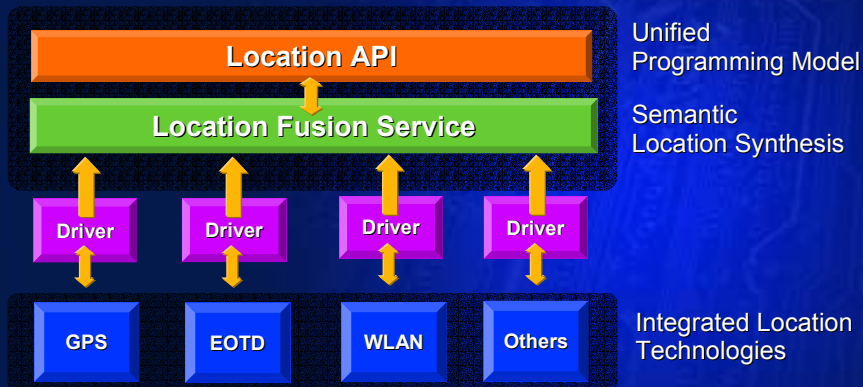 Location API
Unified
Programming Model
Location Fusion Service
Semantic
Location Synthesis
Driver
Driver
Driver
Driver
GPS
EOTD
WLAN
Others
Integrated Location
Technologies